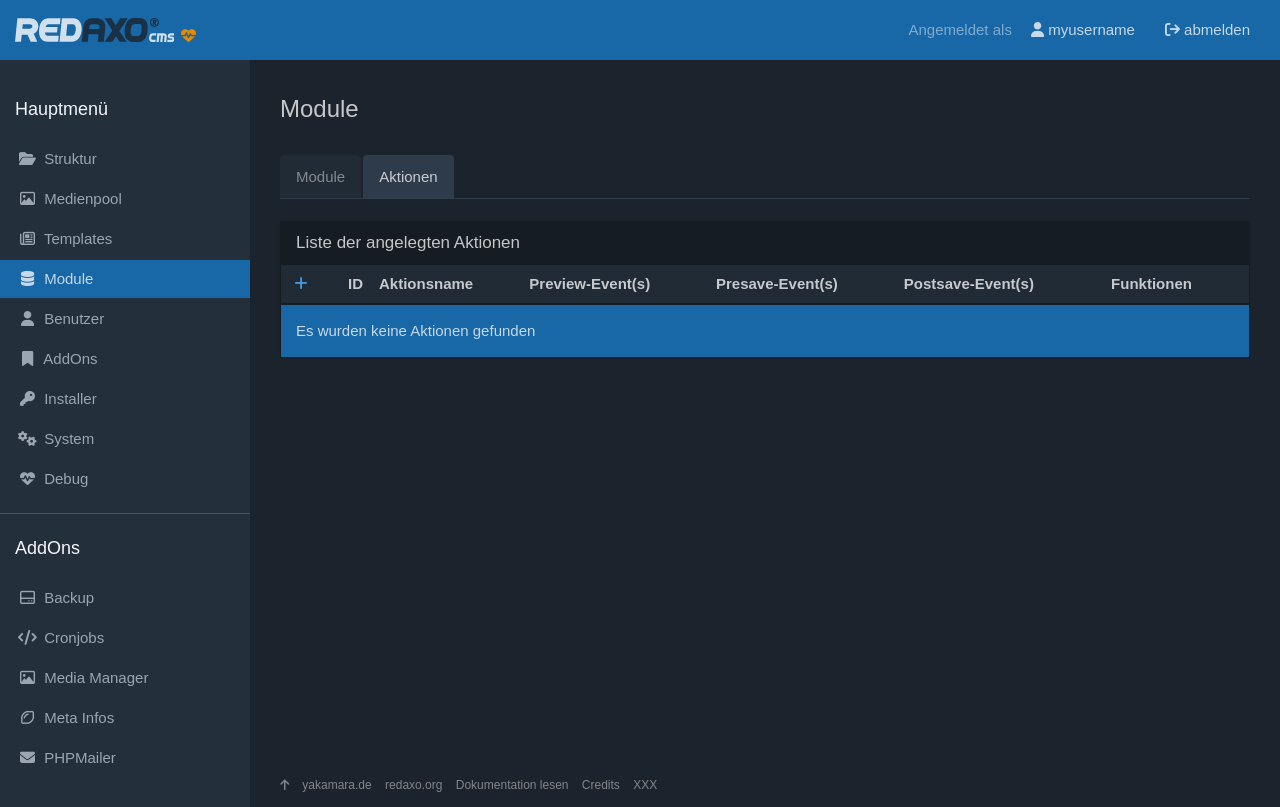 REDAXO® cms
Angemeldet als myusername abmelden
Hauptmenü
Struktur
Medienpool
Templates
Module
Benutzer
AddOns
Installer
System
Debug
AddOns
Backup
Cronjobs
Media Manager
Meta Infos
PHPMailer
Module
Module Aktionen
Liste der angelegten Aktionen
ID Aktionsname Preview-Event(s) Presave-Event(s) Postsave-Event(s) Funktionen
Es wurden keine Aktionen gefunden
yakamara.de redaxo.org Dokumentation lesen Credits XXX